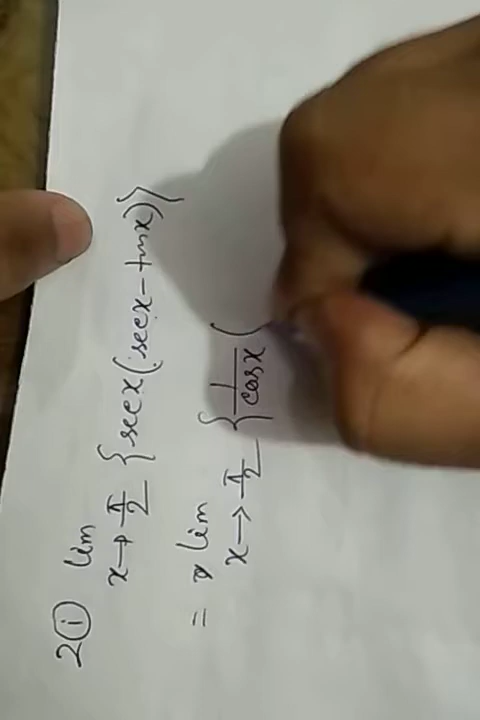 2(i) lim x→π/2 {secx(secx-tanx)}
= lim x→π/2 {1/cosx(